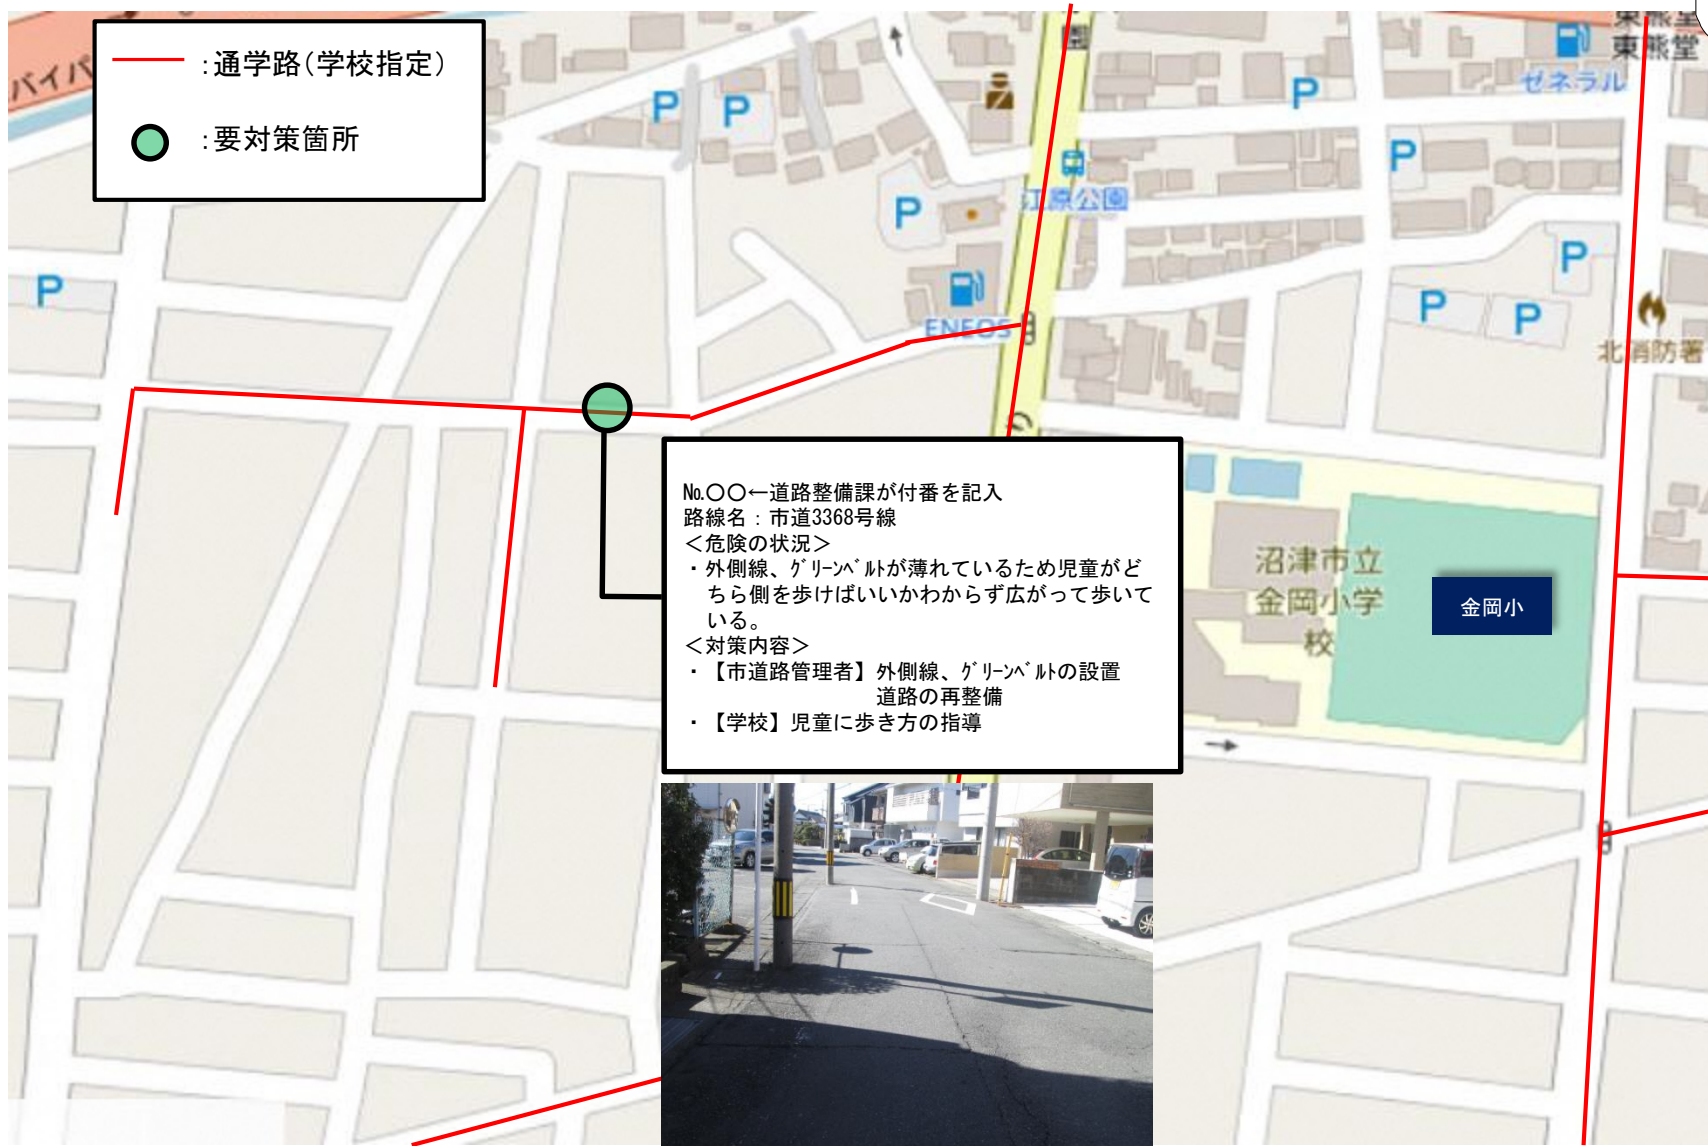 バイパ
:通学路(学校指定)
:要対策箇所
東熊堂
東熊堂
ゼネラル
園
P
P
P
P
江原公園
P
P
P
P
P
ENEOS
北消防署
No.○○←道路整備課が付番を記入
路線名：市道3368号線
＜危険の状況＞
・外側線、ｸﾞﾘｰﾝﾍﾞﾙﾄが薄れているため児童がど
ちら側を歩けばいいかわからず広がって歩いて
いる。
＜対策内容＞
・【市道路管理者】外側線、ｸﾞﾘｰﾝﾍﾞﾙﾄの設置
道路の再整備
・【学校】児童に歩き方の指導
沼津市立
金岡小学
校
金岡小